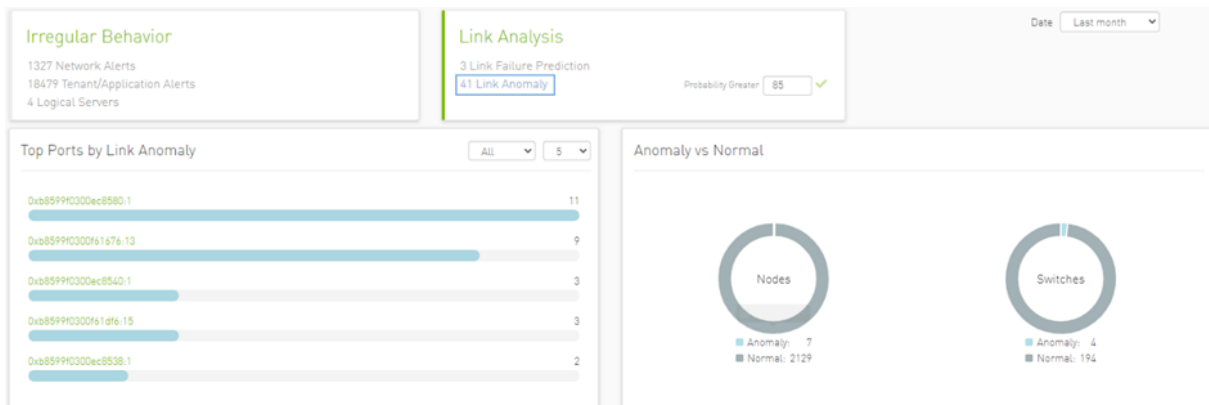 Irregular Behavior
1327 Network Alerts
18479 Tenant/Application Alerts
4 Logical Servers
Link Analysis
3 Link Failure Prediction
41 Link Anomaly
Probability Greater 85
Date Last month
Top Ports by Link Anomaly
All 5
0xb8599f0300ec8580:1 11
0xb8599f0300f61676:13 9
0xb8599f0300ec8540:1 3
0xb8599f0300f61df6:15 3
0xb8599f0300ec8538:1 2
Anomaly vs Normal
Nodes
Anomaly: 7
Normal: 2129
Switches
Anomaly: 4
Normal: 194